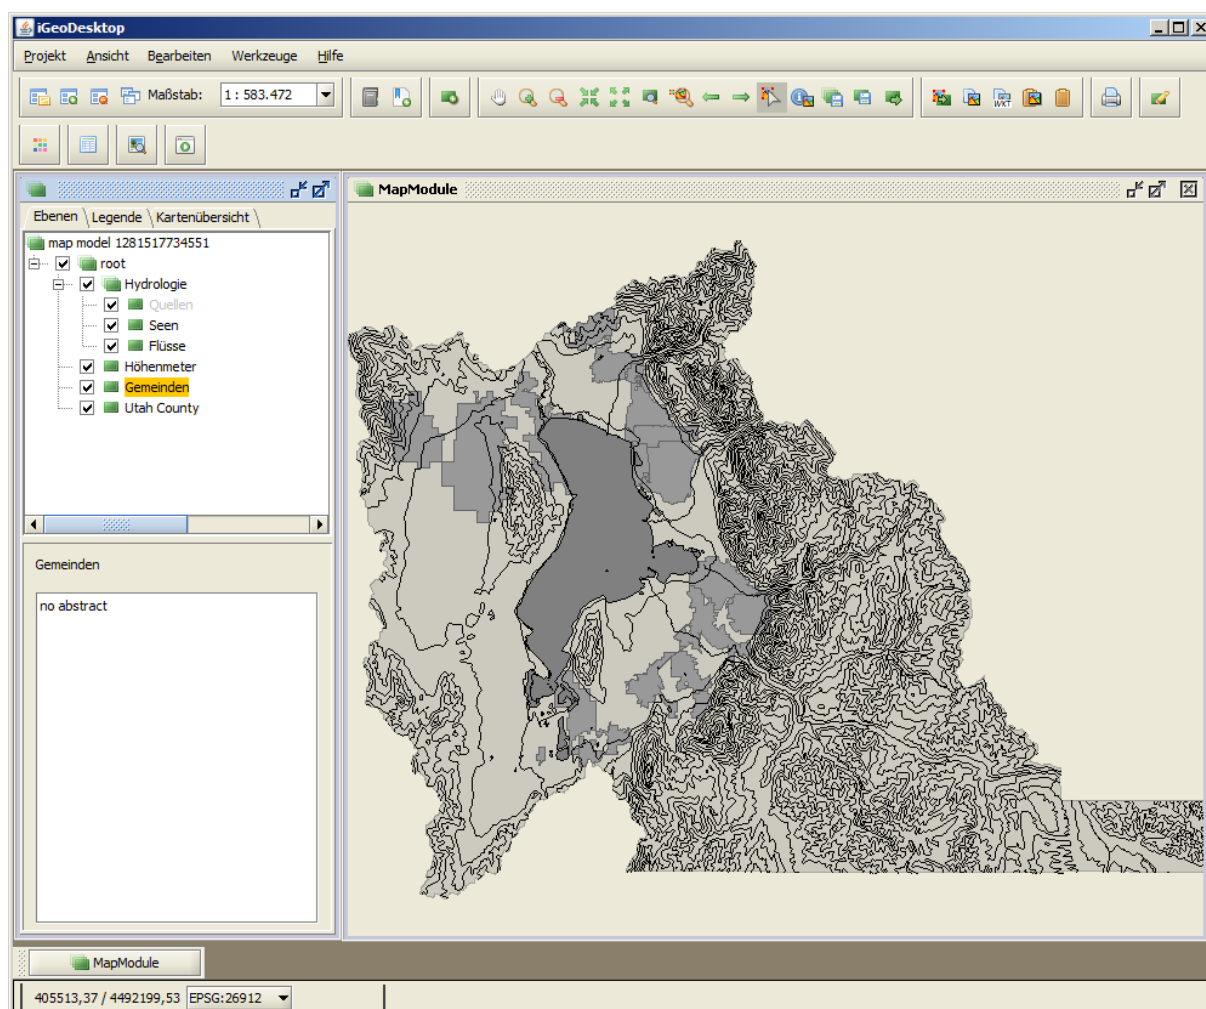 iGeoDesktop
Projekt Ansicht Bearbeiten Werkzeuge Hilfe
Maßstab: 1 : 583.472
WKT
MapModule
Ebenen Legende Kartenübersicht
map model 1281517734551
root
Hydrologie
Quellen
Seen
Flüsse
Höhenmeter
Gemeinden
Utah County
Gemeinden
no abstract
MapModule
405513,37 / 4492199,53 EPSG:26912